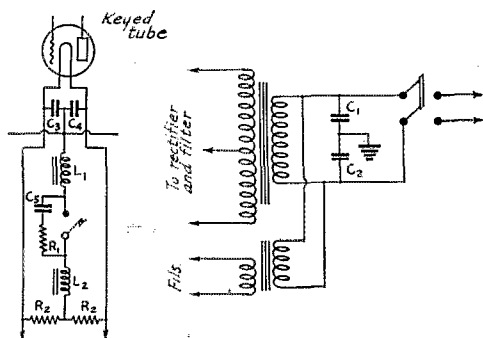 Keyed
tube
C3 C4
L1
C5
R1
L2
R2 R2
To rectifier
and filter
C1
C2
Fils.